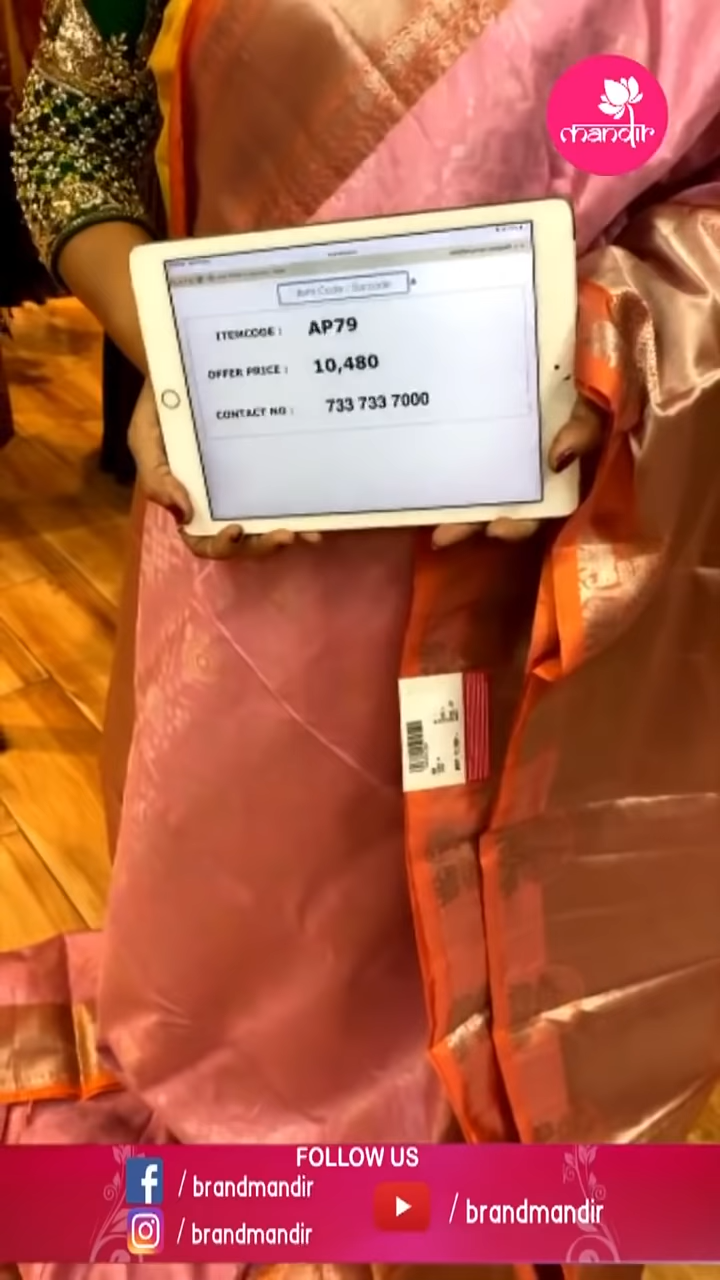 mandir
Item Code / Barcode
ITEMCODE : AP79
OFFER PRICE : 10,480
CONTACT NO : 733 733 7000
FOLLOW US
/ brandmandir
/ brandmandir
/ brandmandir